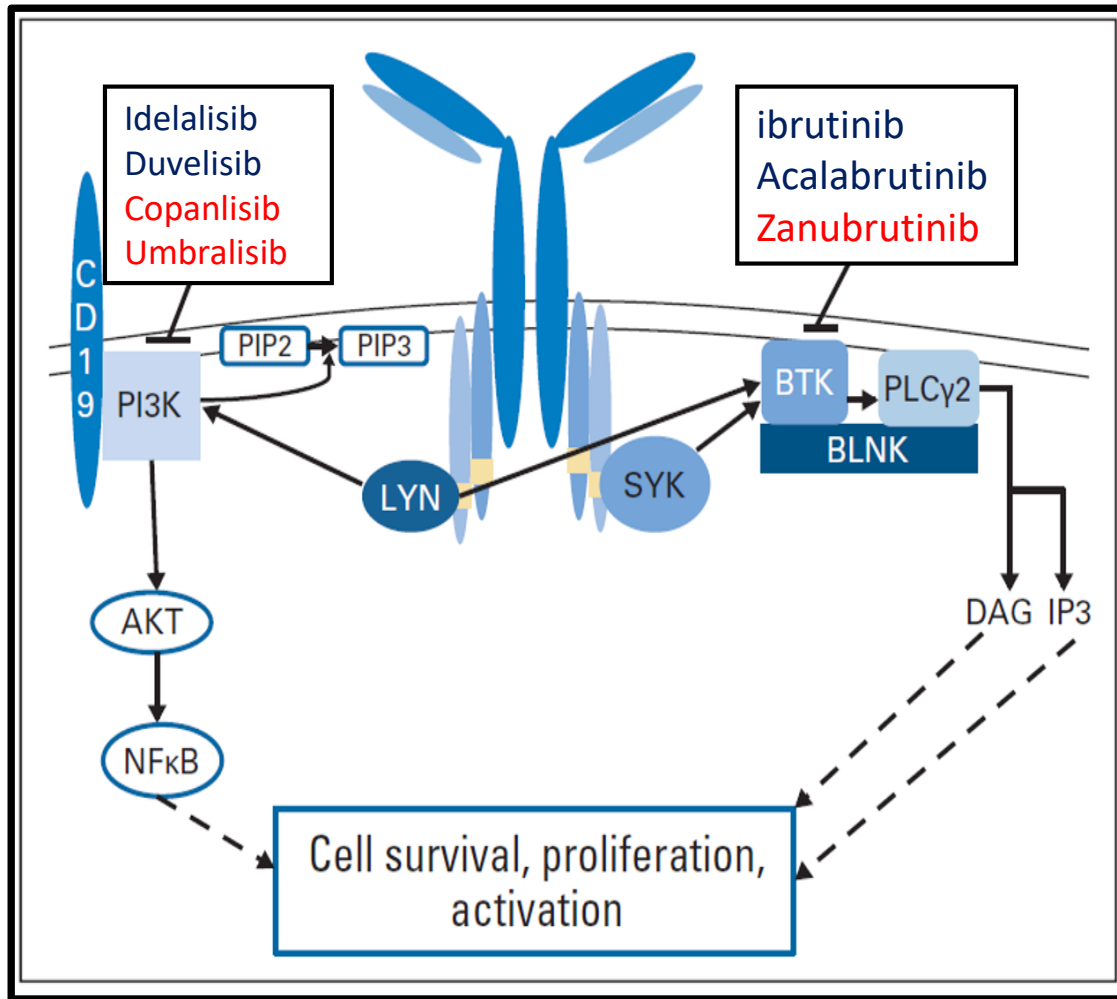 Idelalisib
Duvelisib
Copanlisib
Umbralisib
ibrutinib
Acalabrutinib
Zanubrutinib
CD19
PIP2
PIP3
PI3K
BTK
PLCγ2
BLNK
LYN
SYK
AKT
DAG
IP3
NFκB
Cell survival, proliferation,
activation